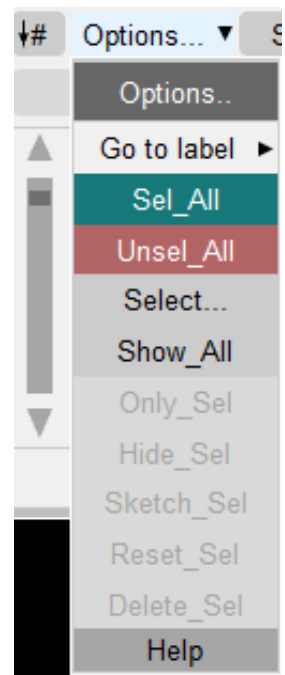 # Options... ▼ S
Options..
Go to label ►
Sel_All
Unsel_All
Select...
Show_All
Only_Sel
Hide_Sel
Sketch_Sel
Reset_Sel
Delete_Sel
Help